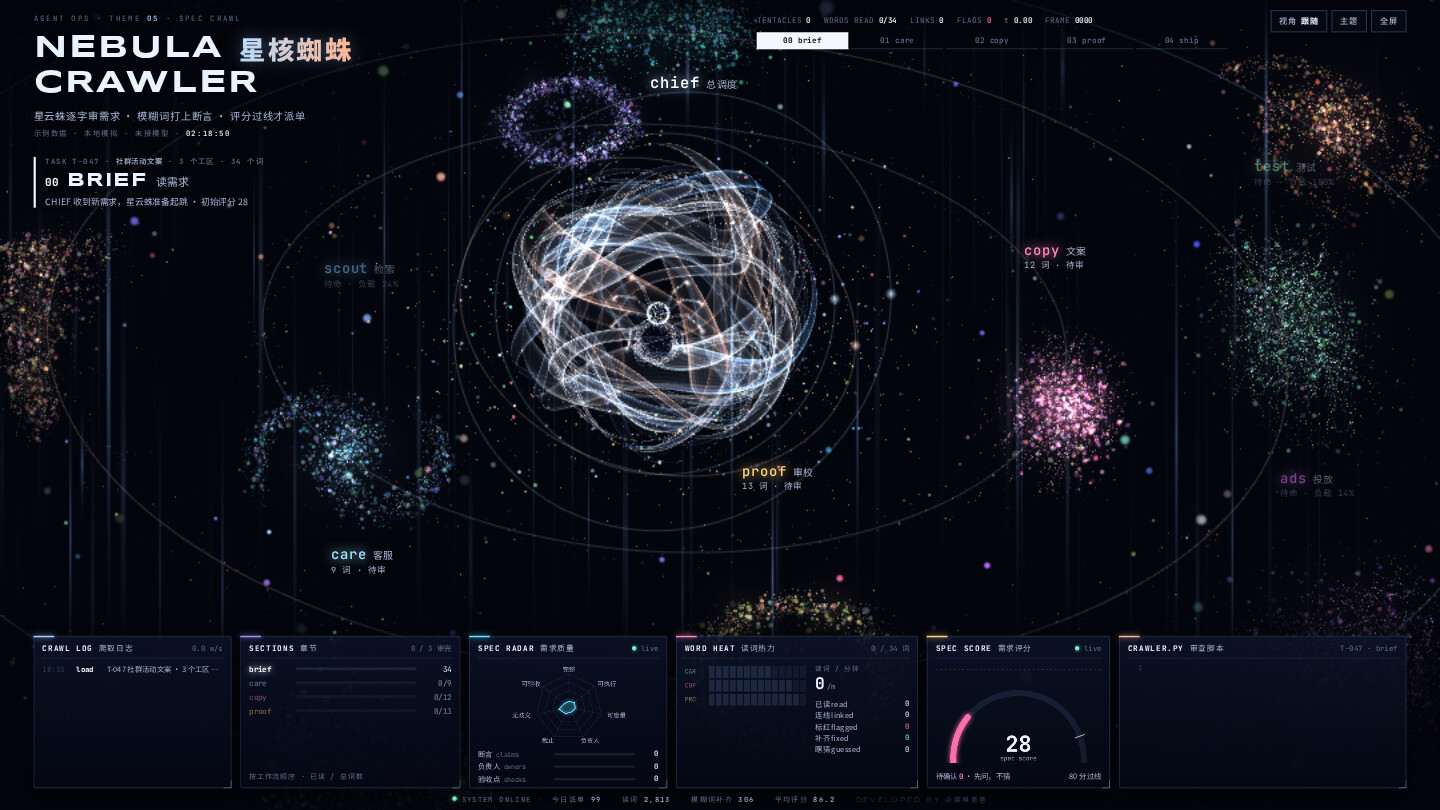 AGENT OPS · THEME 05 · SPEC CRAWL
NEBULA 星核蜘蛛
CRAWLER
星云蛛逐字审需求 · 模糊词打上断言 · 评分过线才派单
示例数据 · 本地模拟 · 未接模型 · 02:18:50
TASK T-047 · 社群活动文案 · 3 个工区 · 34 个词
00 BRIEF 读需求
CHIEF 收到新需求，星云蛛准备起跳 · 初始评分 28
TENTACLES 0 WORDS READ 0/34 LINKS 0 FLAGS 0 t 0.00 FRAME 0000
00 brief 01 care 02 copy 03 proof 04 ship
视角 跟随 主题 全屏
chief 总调度
test 测试
待命 · 负载 100%
copy 文案
12 词 · 待审
scout 检索
待命 · 负载 24%
proof 审校
13 词 · 待审
ads 投放
待命 · 负载 14%
care 客服
9 词 · 待审
CRAWL LOG 爬取日志 0.0 w/s
18:33 load T-047 社群活动文案 · 3 个工区 ···
SECTIONS 章节 0 / 3 审完
brief 34
care 0/9
copy 0/12
proof 0/13
按工作流顺序 · 已读 / 总词数
SPEC RADAR 需求质量 live
完整
可验收 可执行
无歧义 可度量
截止 负责人
断言 claims 0
负责人 owners 0
验收点 checks 0
WORD HEAT 读词热力 0 / 34 词
CAR
COP
PRO
读词 / 分钟
0 /m
已读read 0
连线linked 0
标红flagged 0
补齐fixed 0
瞎猜guessed 0
SPEC SCORE 需求评分 live
28
spec score
待确认 0 · 先问，不猜 80 分过线
CRAWLER.PY 审查脚本 T-047 · brief
1
SYSTEM ONLINE · 今日派单 99 读词 2,813 模糊词补齐 306 平均评分 86.2